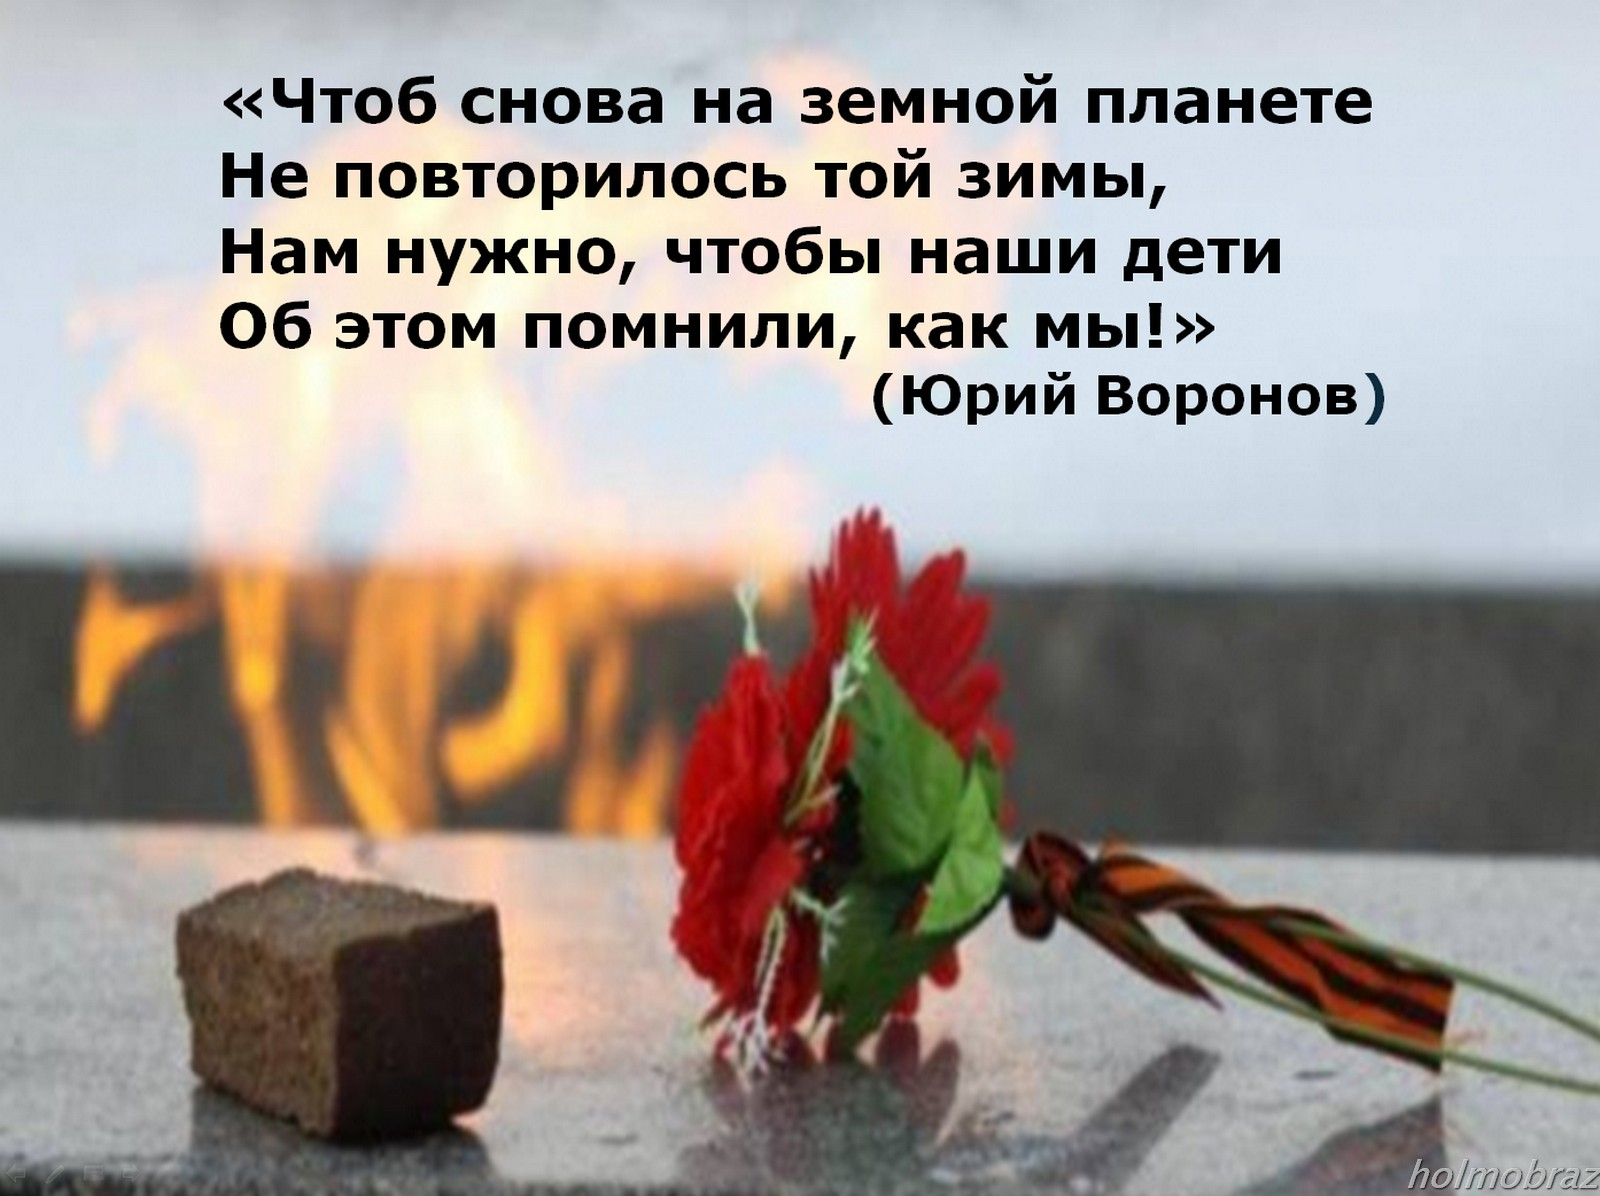 «Чтоб снова на земной планете
Не повторилось той зимы,
Нам нужно, чтобы наши дети
Об этом помнили, как мы!»
(Юрий Воронов)
holmobraz